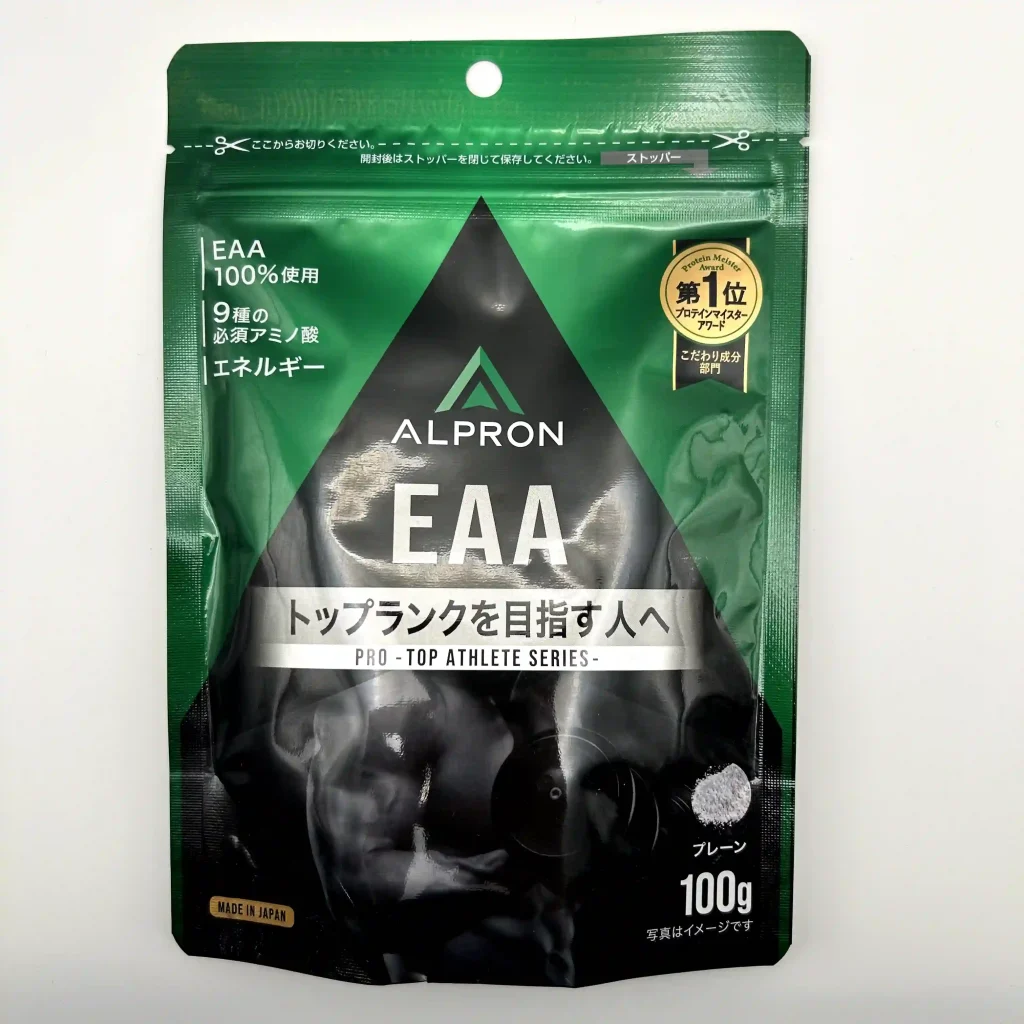 ここからお切りください。
開封後はストッパーを閉じて保存してください。
ストッパー
EAA
100%使用
9種の
必須アミノ酸
エネルギー
Protein Meister
Award
第1位
プロテインマイスター
アワード
こだわり成分
部門
ALPRON
EAA
トップランクを目指す人へ
PRO -TOP ATHLETE SERIES-
プレーン
100g
MADE IN JAPAN
写真はイメージです